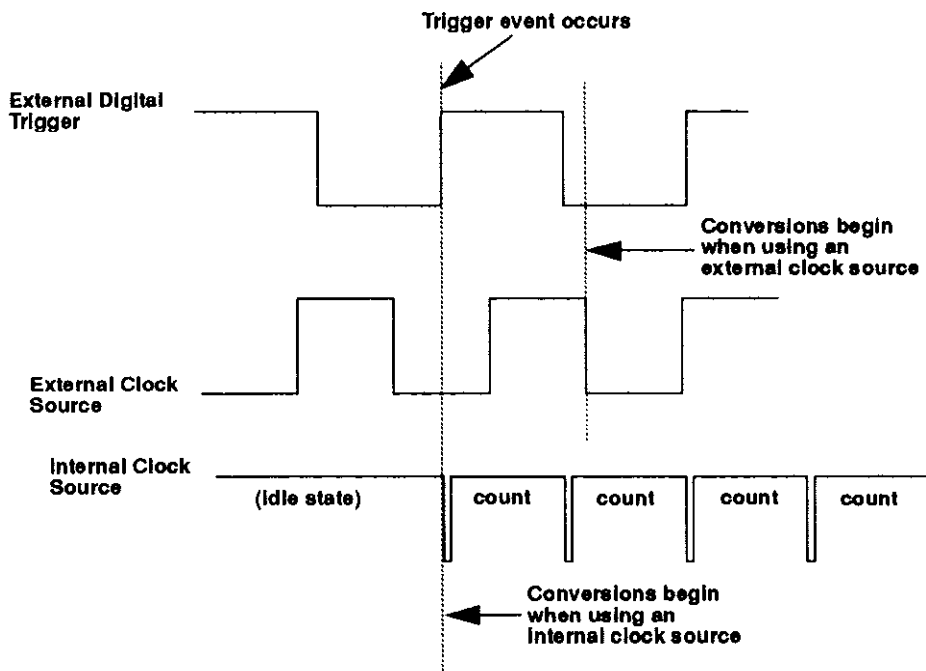 Trigger event occurs
External Digital
Trigger
Conversions begin
when using an
external clock source
External Clock
Source
Internal Clock
Source
(idle state)
count
count
count
count
Conversions begin
when using an
internal clock source